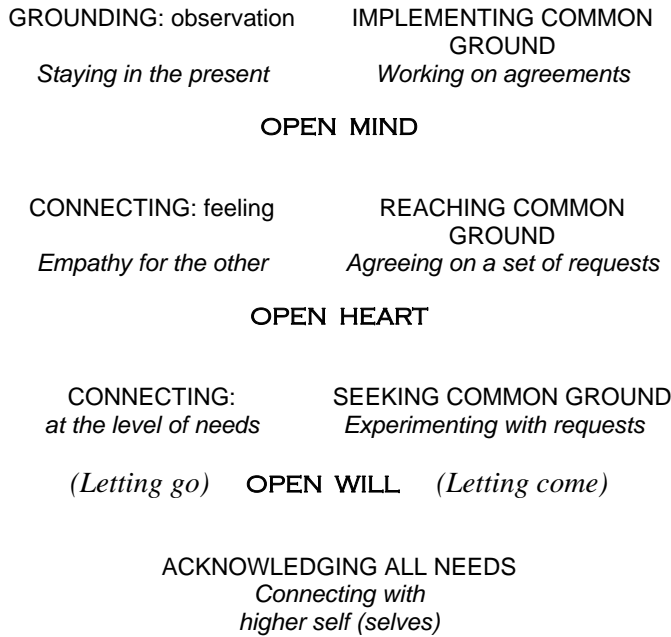 GROUNDING: observation IMPLEMENTING COMMON
GROUND
Staying in the present Working on agreements
OPEN MIND
CONNECTING: feeling REACHING COMMON
GROUND
Empathy for the other Agreeing on a set of requests
OPEN HEART
CONNECTING: SEEKING COMMON GROUND
at the level of needs Experimenting with requests
(Letting go) OPEN WILL (Letting come)
ACKNOWLEDGING ALL NEEDS
Connecting with
higher self (selves)